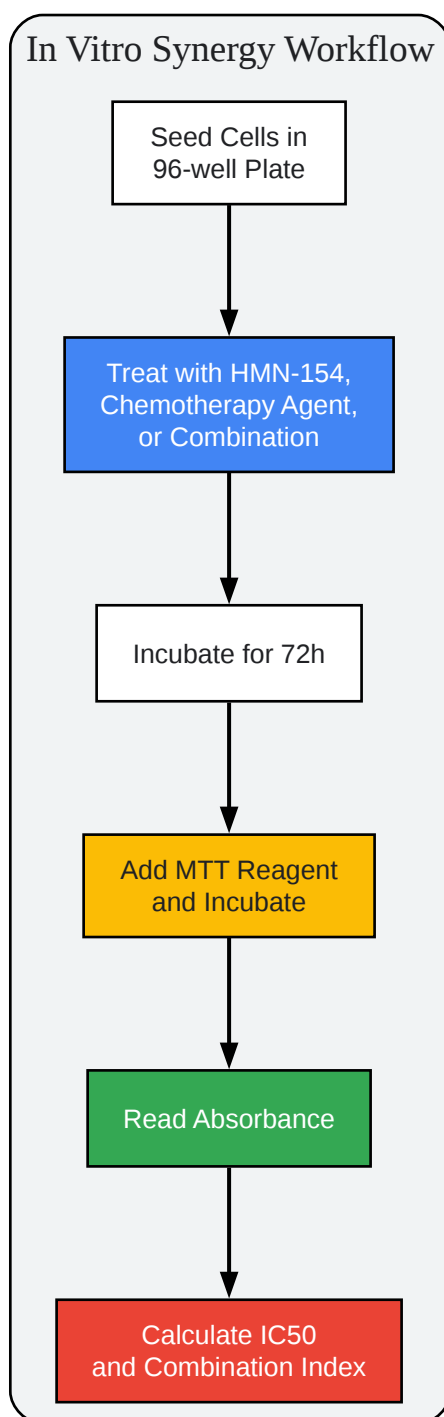 In Vitro Synergy Workflow
Seed Cells in
96-well Plate
Treat with HMN-154,
Chemotherapy Agent,
or Combination
Incubate for 72h
Add MTT Reagent
and Incubate
Read Absorbance
Calculate IC50
and Combination Index